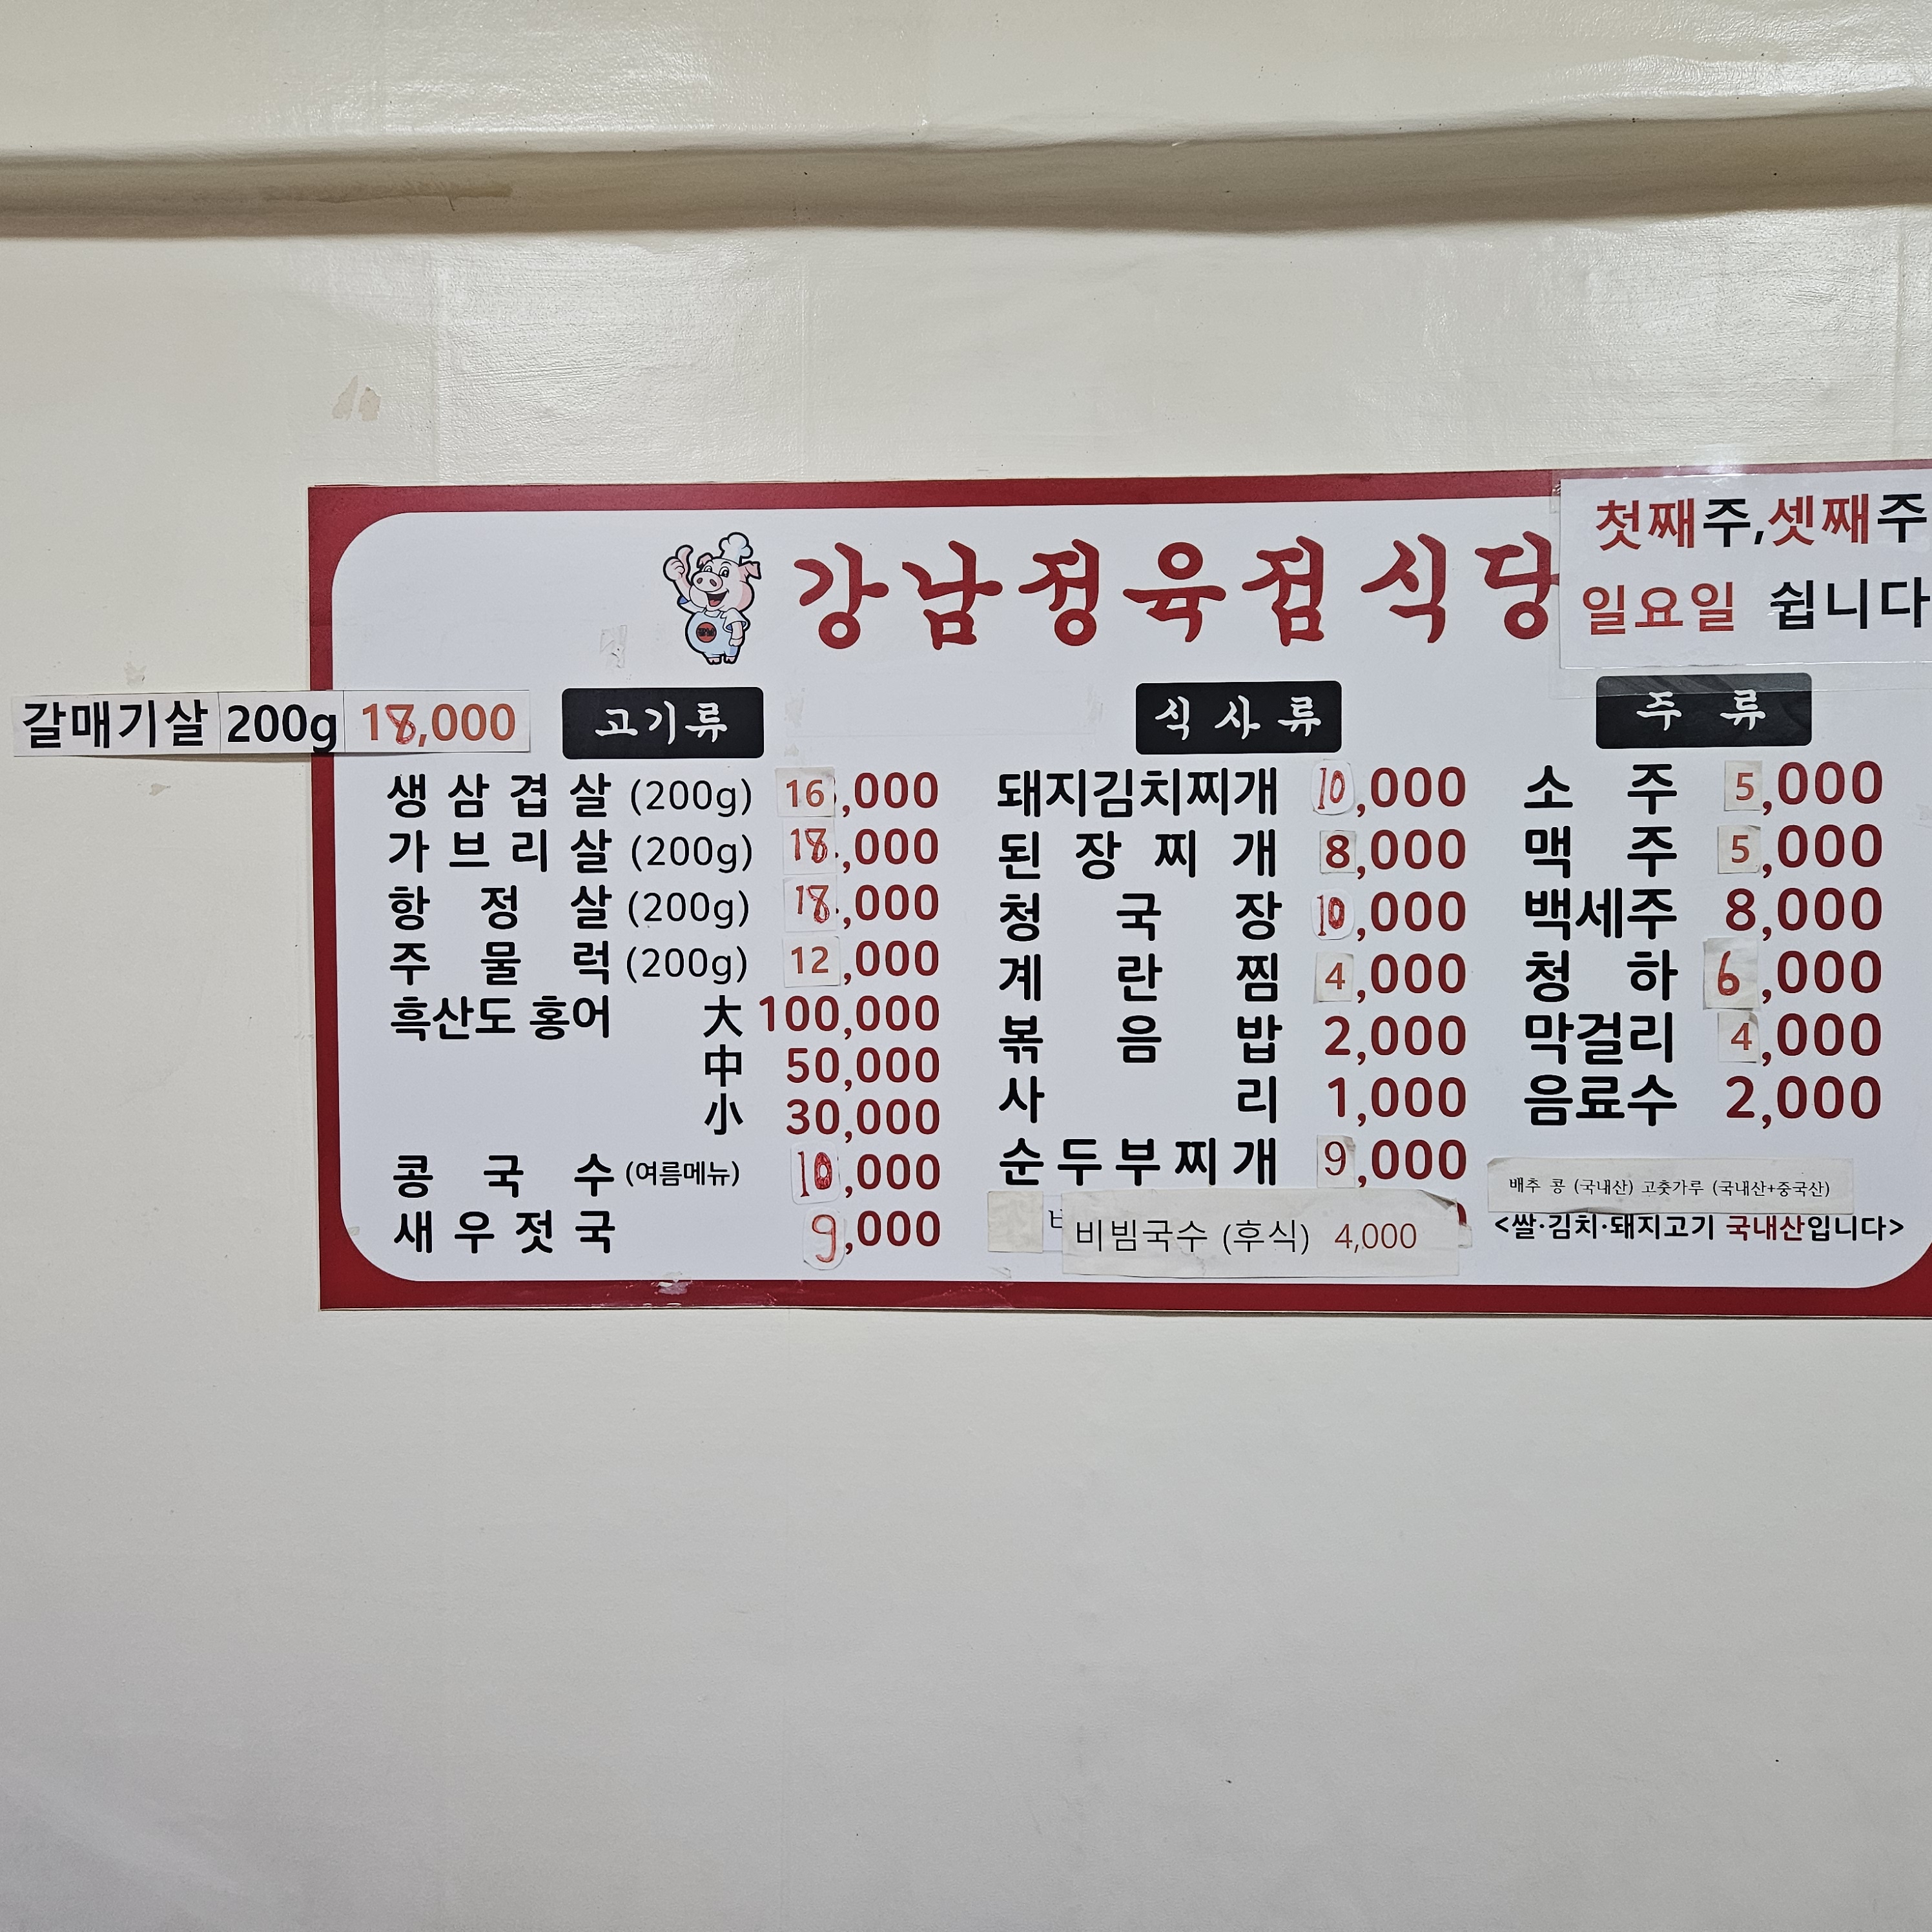 강남정육점식당
첫째주,셋째주
일요일 쉽니다
갈매기살 200g 18,000
고기류
생삼겹살 (200g) 16,000
가브리살 (200g) 18,000
항정살 (200g) 18,000
주물럭 (200g) 12,000
흑산도 홍어 大 100,000
中 50,000
小 30,000
콩국수 (여름메뉴) 10,000
새우젓국 9,000
식사류
돼지김치찌개 10,000
된장찌개 8,000
청국장 10,000
계란찜 4,000
볶음밥 2,000
사리 1,000
순두부찌개 9,000
비빔국수 (후식) 4,000
주류
소주 5,000
맥주 5,000
백세주 8,000
청하 6,000
막걸리 4,000
음료수 2,000
배추 콩 (국내산) 고춧가루 (국내산+중국산)
<쌀·김치·돼지고기 국내산입니다>